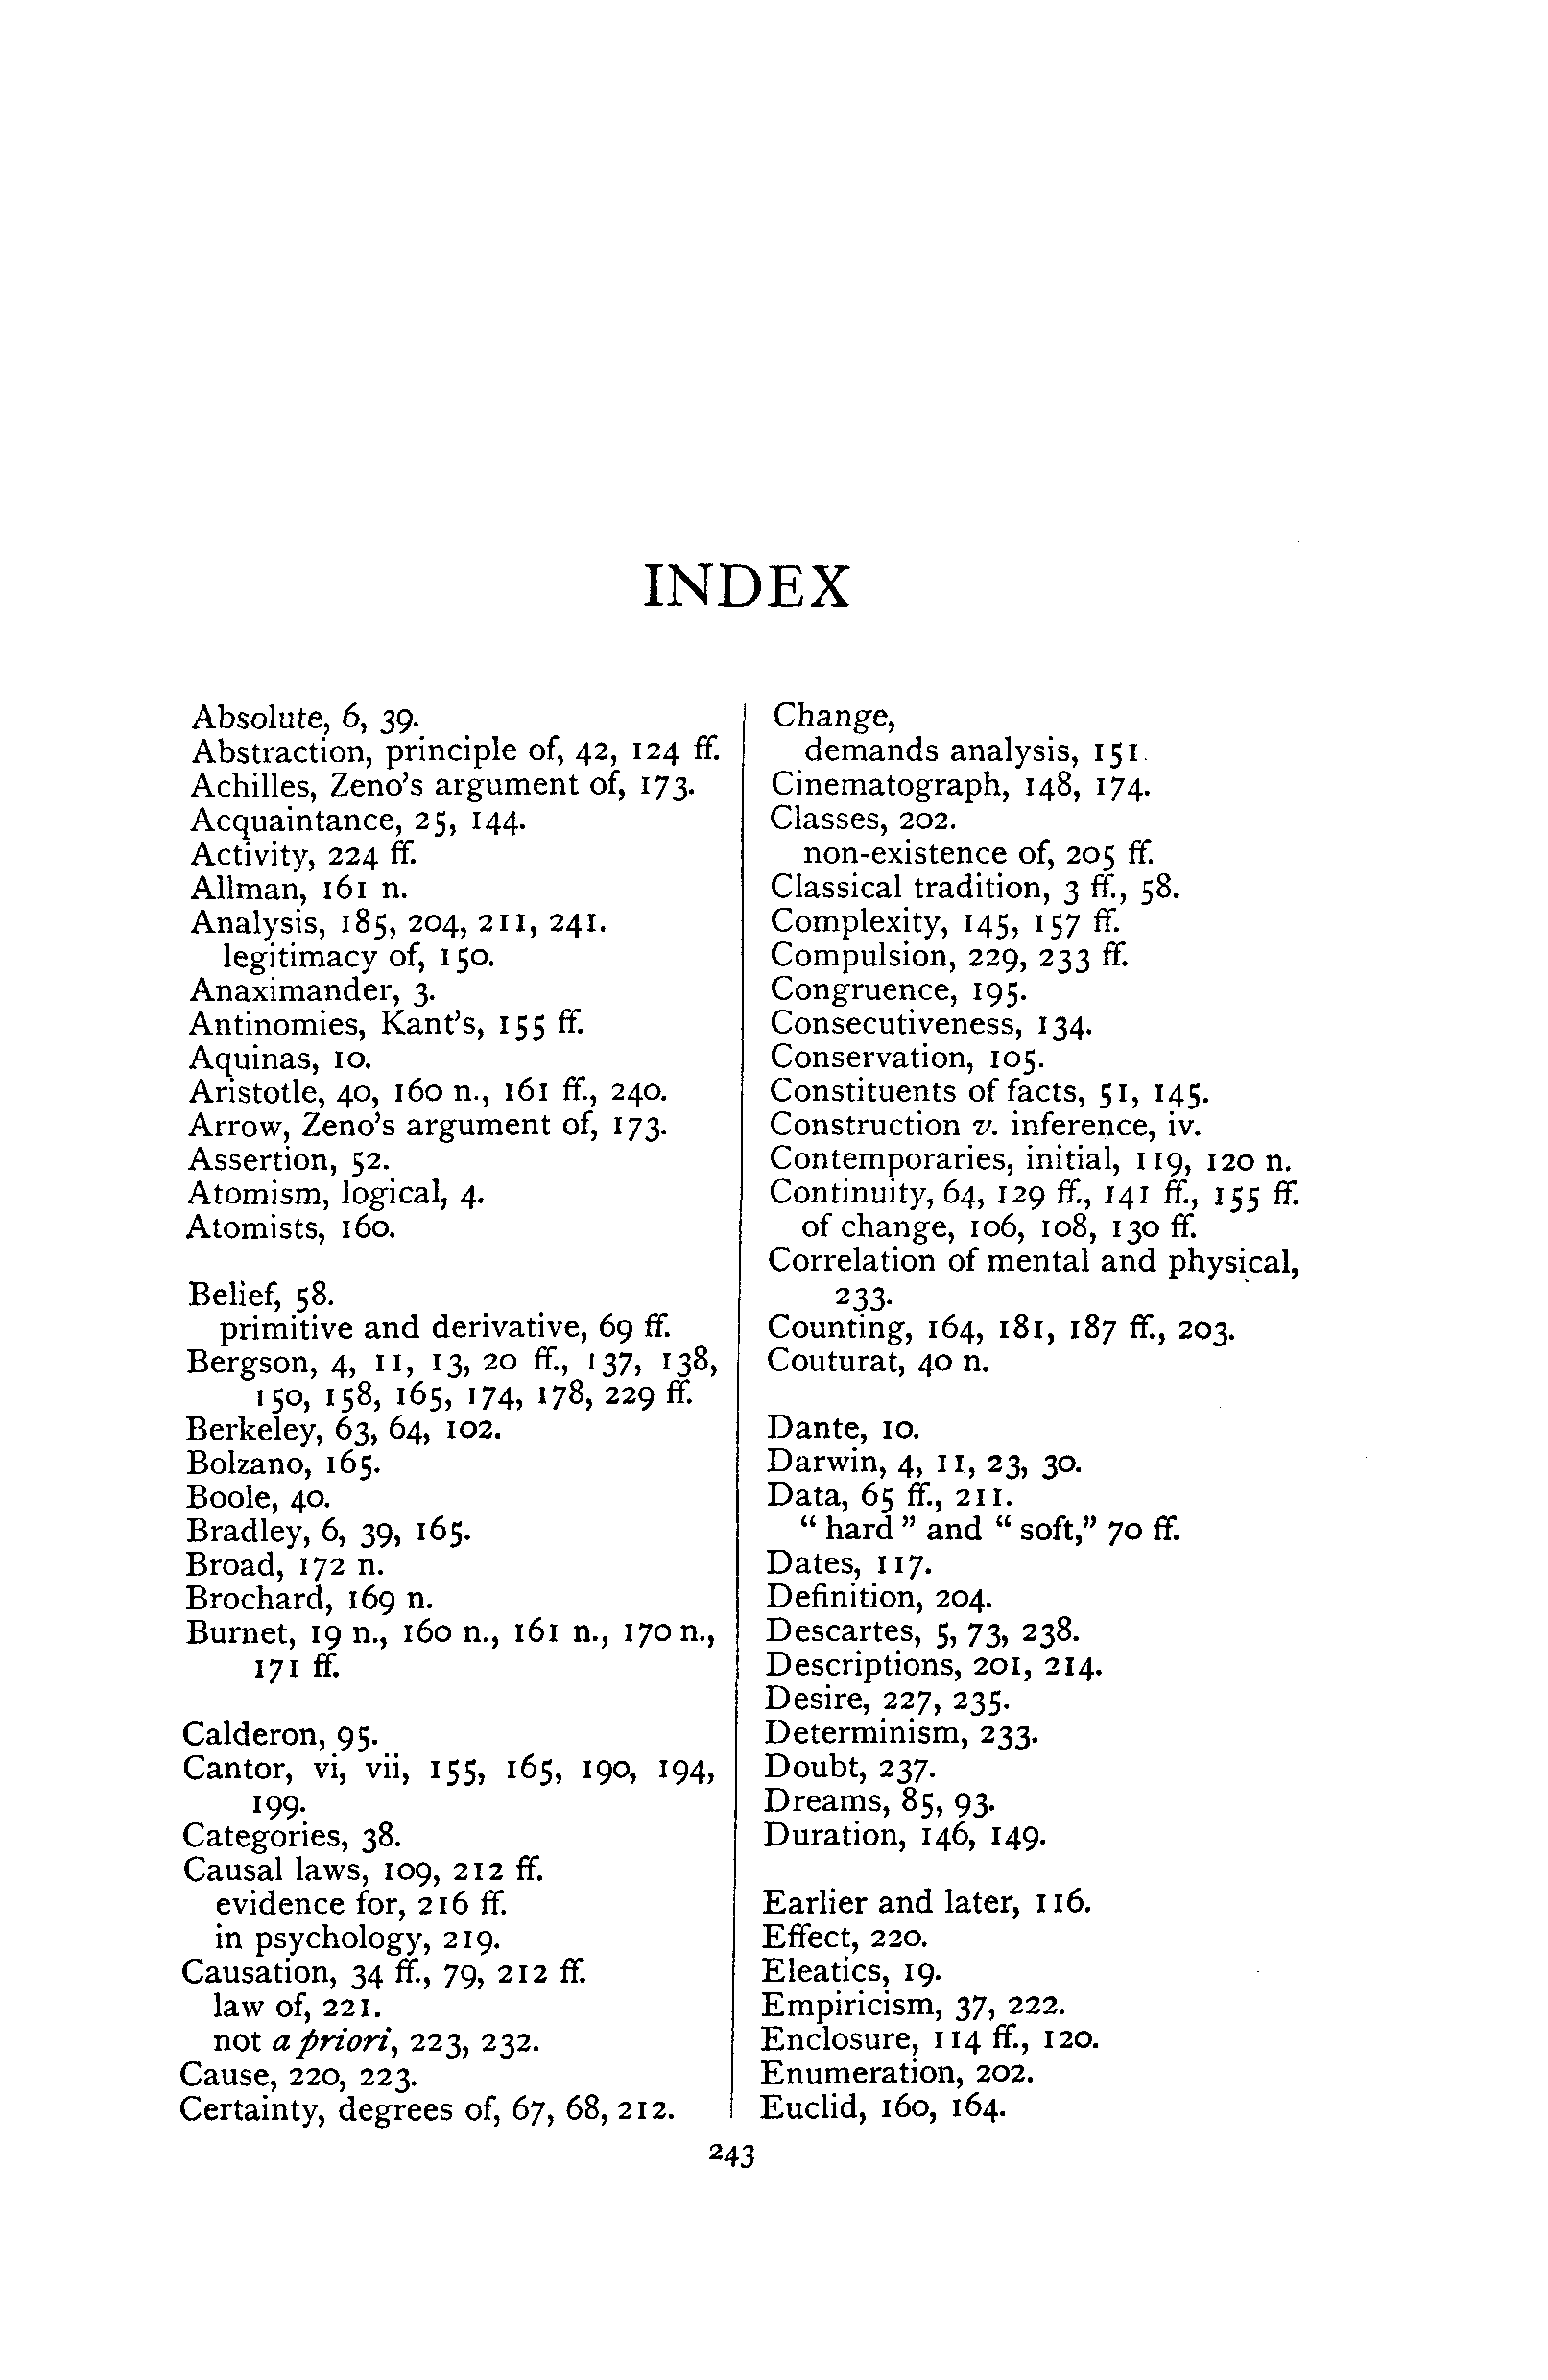 INDEX
Absolute, 6, 39.
Abstraction, principle of, 42, 124 ff.
Achilles, Zeno's argument of, 173.
Acquaintance, 25, 144.
Activity, 224 ff.
Allman, 161 n.
Analysis, 185, 204, 211, 241.
legitimacy of, 150.
Anaximander, 3.
Antinomies, Kant's, 155 ff.
Aquinas, 10.
Aristotle, 40, 160 n., 161 ff., 240.
Arrow, Zeno's argument of, 173.
Assertion, 52.
Atomism, logical, 4.
Atomists, 160.
Belief, 58.
primitive and derivative, 69 ff.
Bergson, 4, 11, 13, 20 ff., 137, 138,
150, 158, 165, 174, 178, 229 ff.
Berkeley, 63, 64, 102.
Bolzano, 165.
Boole, 40.
Bradley, 6, 39, 165.
Broad, 172 n.
Brochard, 169 n.
Burnet, 19 n., 160 n., 161 n., 170 n.,
171 ff.
Calderon, 95.
Cantor, vi, vii, 155, 165, 190, 194,
199.
Categories, 38.
Causal laws, 109, 212 ff.
evidence for, 216 ff.
in psychology, 219.
Causation, 34 ff., 79, 212 ff.
law of, 221.
not a priori, 223, 232.
Cause, 220, 223.
Certainty, degrees of, 67, 68, 212.
Change,
demands analysis, 151.
Cinematograph, 148, 174.
Classes, 202.
non-existence of, 205 ff.
Classical tradition, 3 ff., 58.
Complexity, 145, 157 ff.
Compulsion, 229, 233 ff.
Congruence, 195.
Consecutiveness, 134.
Conservation, 105.
Constituents of facts, 51, 145.
Construction v. inference, iv.
Contemporaries, initial, 119, 120 n.
Continuity, 64, 129 ff., 141 ff., 155 ff.
of change, 106, 108, 130 ff.
Correlation of mental and physical,
233.
Counting, 164, 181, 187 ff., 203.
Couturat, 40 n.
Dante, 10.
Darwin, 4, 11, 23, 30.
Data, 65 ff., 211.
“ hard ” and “ soft,” 70 ff.
Dates, 117.
Definition, 204.
Descartes, 5, 73, 238.
Descriptions, 201, 214.
Desire, 227, 235.
Determinism, 233.
Doubt, 237.
Dreams, 85, 93.
Duration, 146, 149.
Earlier and later, 116.
Effect, 220.
Eleatics, 19.
Empiricism, 37, 222.
Enclosure, 114 ff., 120.
Enumeration, 202.
Euclid, 160, 164.
243